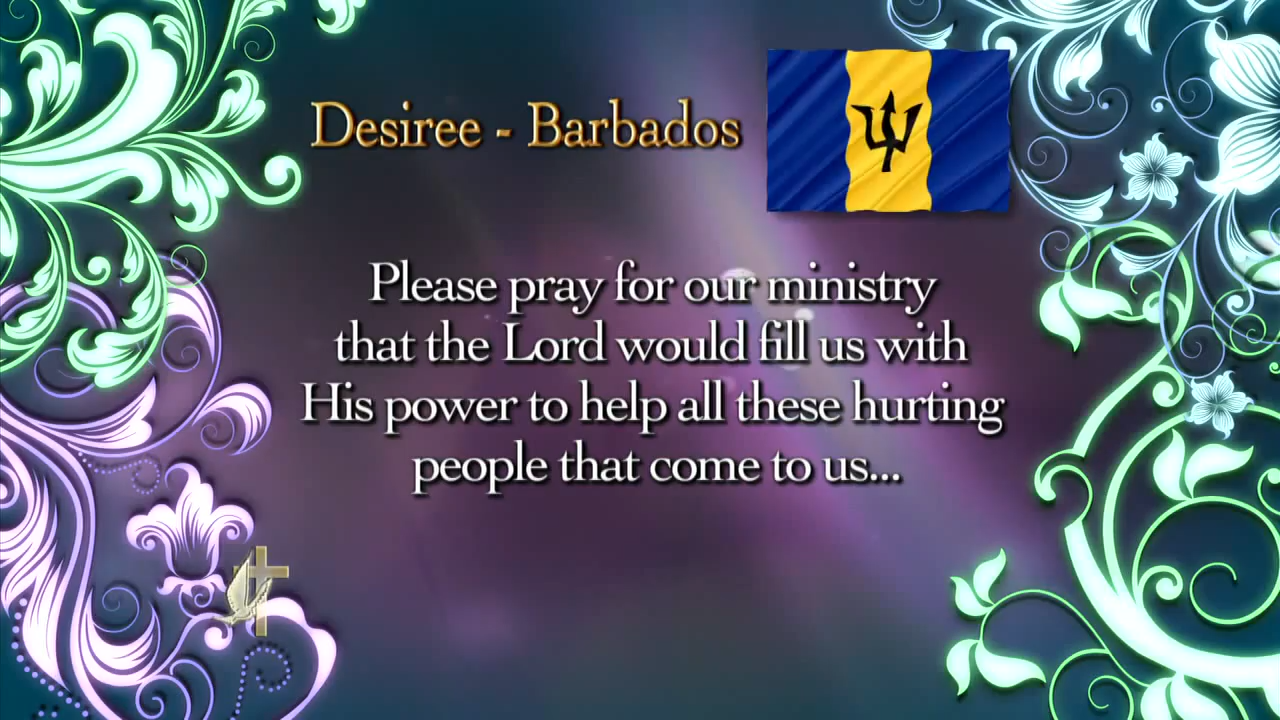 Desiree - Barbados
Please pray for our ministry
that the Lord would fill us with
His power to help all these hurting
people that come to us...